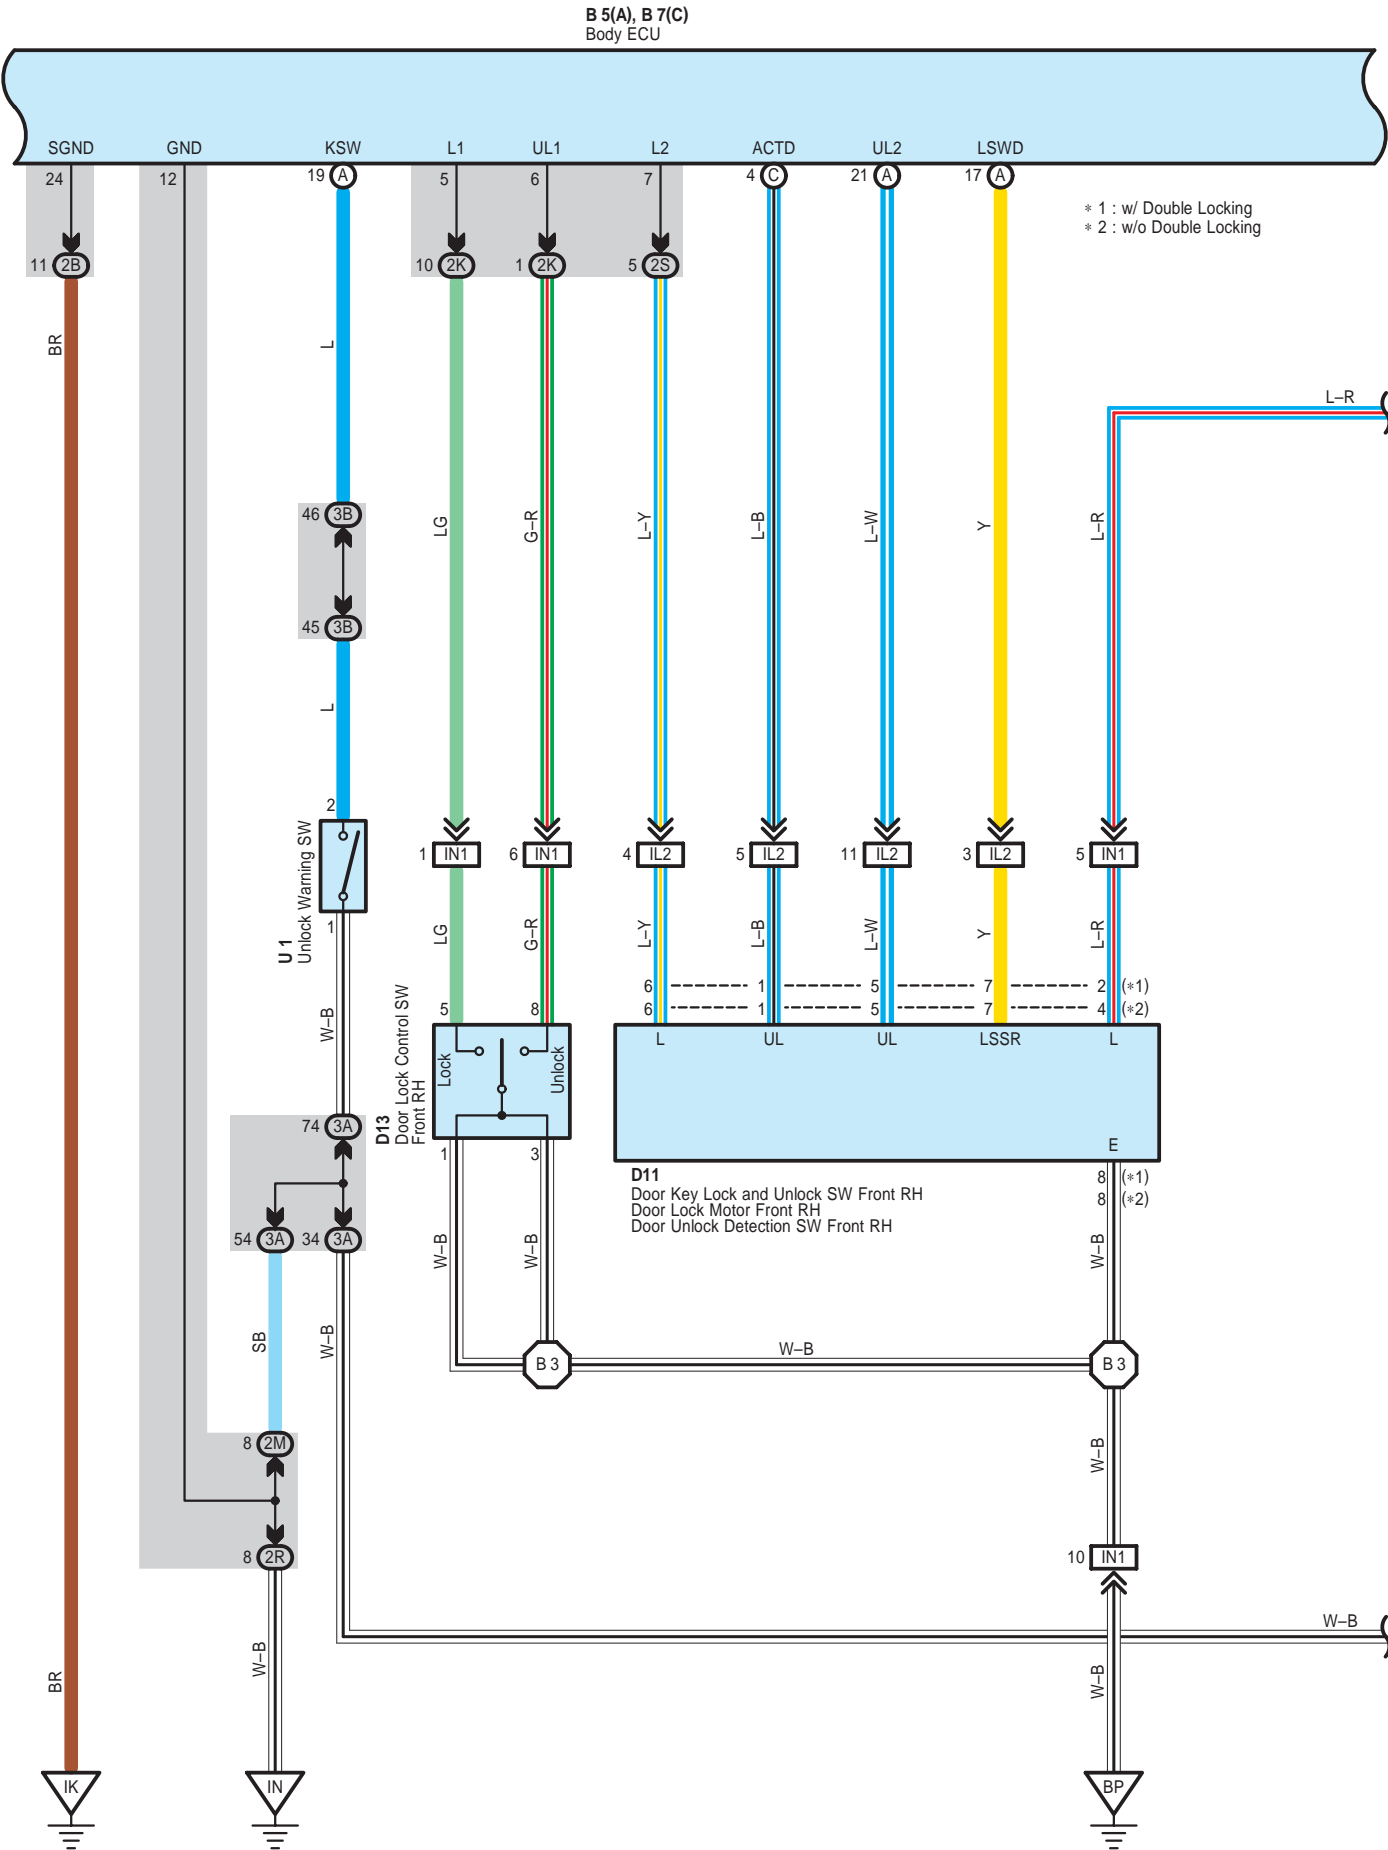 B 5(A), B 7(C)
Body ECU
SGND GND KSW L1 UL1 L2 ACTD UL2 LSWD
24 12 19 A 5 6 7 4 C 21 A 17 A
∗ 1 : w/ Double Locking
∗ 2 : w/o Double Locking
11 2B 10 2K 1 2K 5 2S
BR L
L–R
46 3B
LG G–R L–Y L–B L–W Y L–R
45 3B
L
2
U 1
Unlock Warning SW
1
1 IN1 6 IN1 4 IL2 5 IL2 11 IL2 3 IL2 5 IN1
LG G–R L–Y L–B L–W Y L–R
6 1 5 7 2 (∗1)
6 1 5 7 4 (∗2)
W–B
5 8
D13
Door Lock Control SW
Front RH
Lock Unlock
L UL UL LSSR L
74 3A
1 3
E
D11
Door Key Lock and Unlock SW Front RH
Door Lock Motor Front RH
Door Unlock Detection SW Front RH
8 (∗1)
8 (∗2)
54 3A 34 3A
W–B W–B W–B
SB W–B
B 3 W–B B 3
8 2M
W–B
8 2R
10 IN1
W–B
BR W–B W–B
IK IN BP